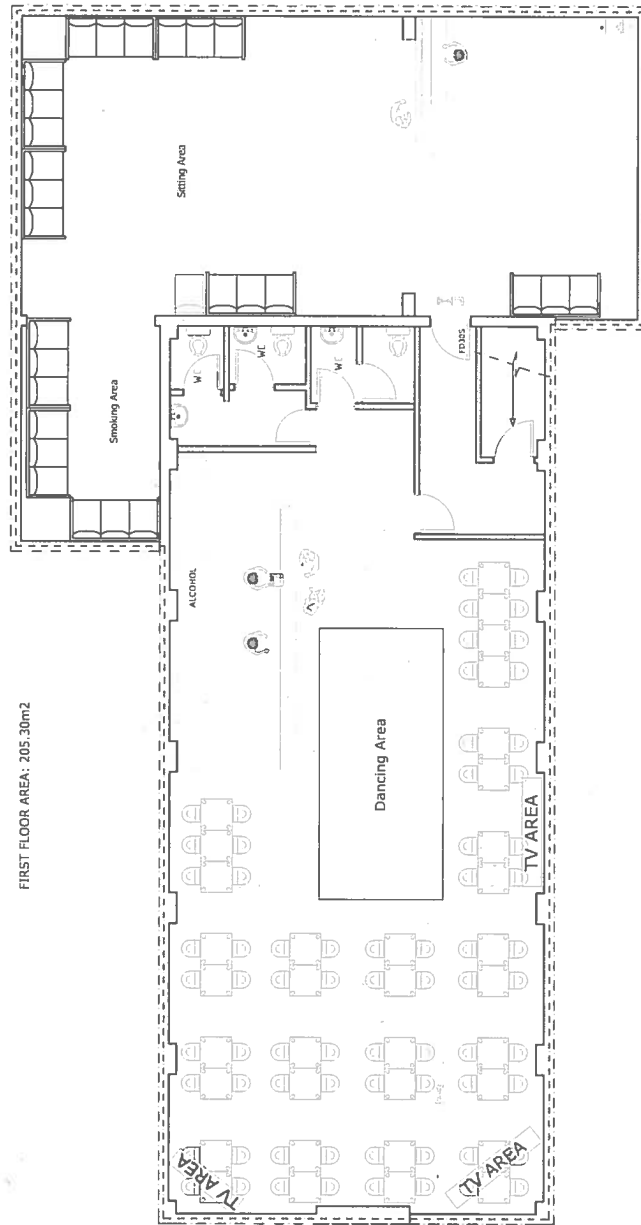 FIRST FLOOR AREA: 205.30m2
Sitting Area
Smoking Area
WC
WC
WC
FD30S
ALCOHOL
Dancing Area
TV AREA
TV AREA
TV AREA